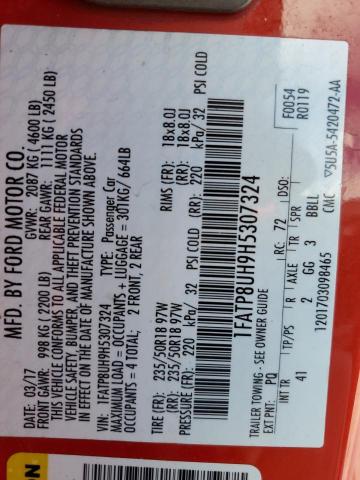 MFD. BY FORD MOTOR CO.
DATE: 03/17 GVWR: 2087 KG ( 4600 LB)
FRONT GAWR: 998 KG ( 2200 LB) REAR GAWR: 1111 KG ( 2450 LB)
THIS VEHICLE CONFORMS TO ALL APPLICABLE FEDERAL MOTOR
VEHICLE SAFETY, BUMPER, AND THEFT PREVENTION STANDARDS
IN EFFECT ON THE DATE OF MANUFACTURE SHOWN ABOVE.
VIN: 1FATP8UH9H5307324 Passenger Car
MAXIMUM LOAD = OCCUPANTS + LUGGAGE = 301KG/ 664LB
OCCUPANTS = 4 TOTAL; 2 FRONT, 2 REAR
TIRE (FR): 235/50R18 97W RIMS (FR): 18x8.0J
TIRE (RR): 235/50R18 97W RIMS (RR): 18x8.0J
PRESSURE (FR): 220 kPa/ 32 PSI COLD (RR): 220 kPa/ 32 PSI COLD
1FATP8UH9H5307324
F0054
R0119
TRAILER TOWING - SEE OWNER GUIDE
EXT PNT: PQ RC: 72 DSO:
INT TR TP/PS R AXLE TR SPR
41 2 GG 3 BBLL
1201703098465 CMC 5U5A-5420472-AA
ON